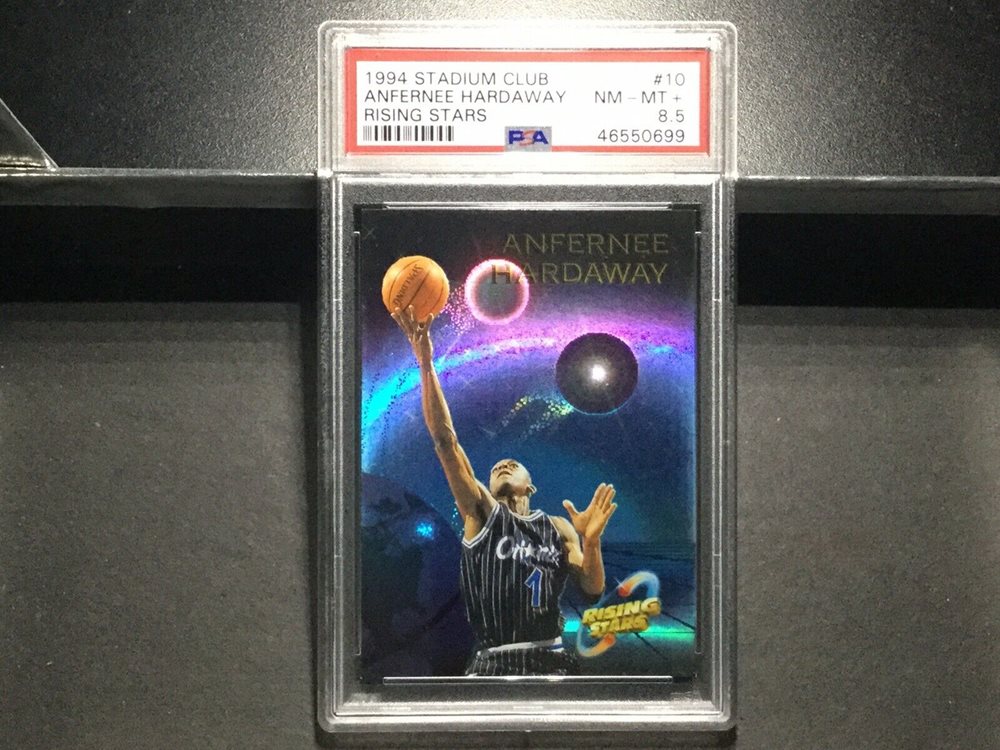 1994 STADIUM CLUB #10
ANFERNEE HARDAWAY NM - MT +
RISING STARS 8.5
PSA 46550699
ANFERNEE
HARDAWAY
SPALDING
Orlando
1
RISING
STARS